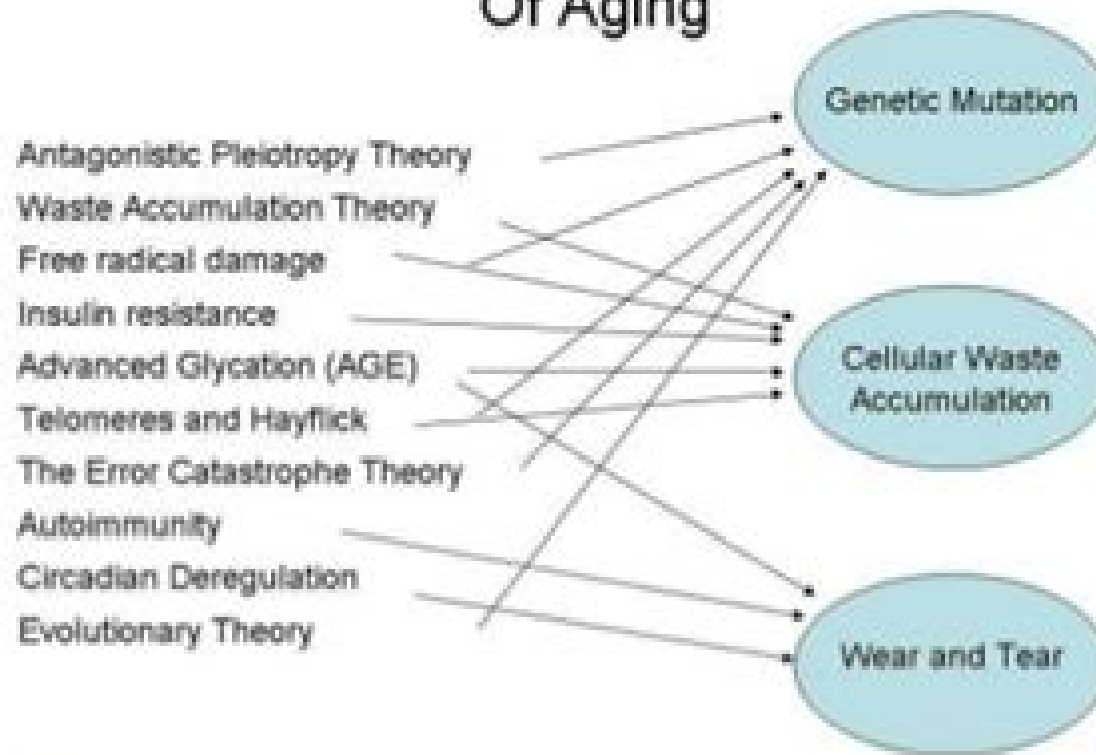 Of Aging
Genetic Mutation
Antagonistic Pleiotropy Theory
Waste Accumulation Theory
Free radical damage
Insulin resistance
Advanced Glycation (AGE)
Telomeres and Hayflick
The Error Catastrophe Theory
Autoimmunity
Circadian Deregulation
Evolutionary Theory
Cellular Waste
Accumulation
Wear and Tear